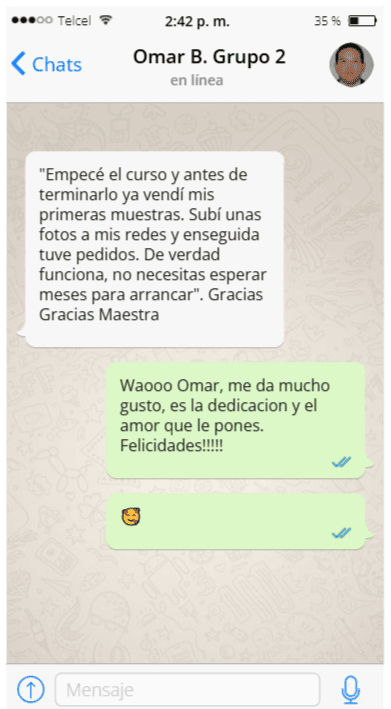 Telcel 2:42 p. m. 35 %
Chats Omar B. Grupo 2
en línea
"Empecé el curso y antes de
terminarlo ya vendí mis
primeras muestras. Subí unas
fotos a mis redes y enseguida
tuve pedidos. De verdad
funciona, no necesitas esperar
meses para arrancar". Gracias
Gracias Maestra
Waooo Omar, me da mucho
gusto, es la dedicacion y el
amor que le pones.
Felicidades!!!!!
🥰
Mensaje